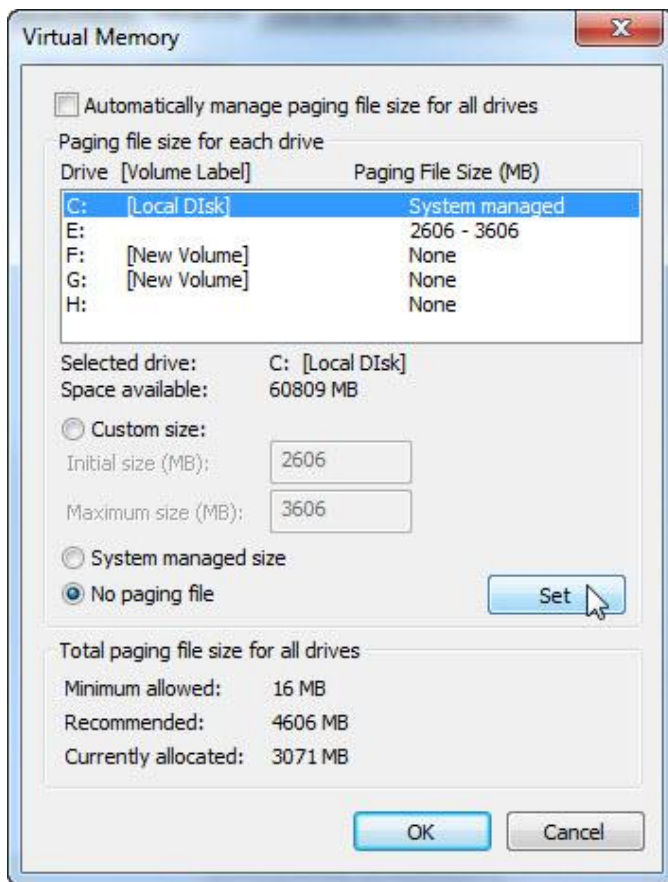 Virtual Memory
Automatically manage paging file size for all drives
Paging file size for each drive
Drive [Volume Label] Paging File Size (MB)
C: [Local DIsk] System managed
E: 2606 - 3606
F: [New Volume] None
G: [New Volume] None
H: None
Selected drive: C: [Local DIsk]
Space available: 60809 MB
Custom size:
Initial size (MB): 2606
Maximum size (MB): 3606
System managed size
No paging file Set
Total paging file size for all drives
Minimum allowed: 16 MB
Recommended: 4606 MB
Currently allocated: 3071 MB
OK Cancel